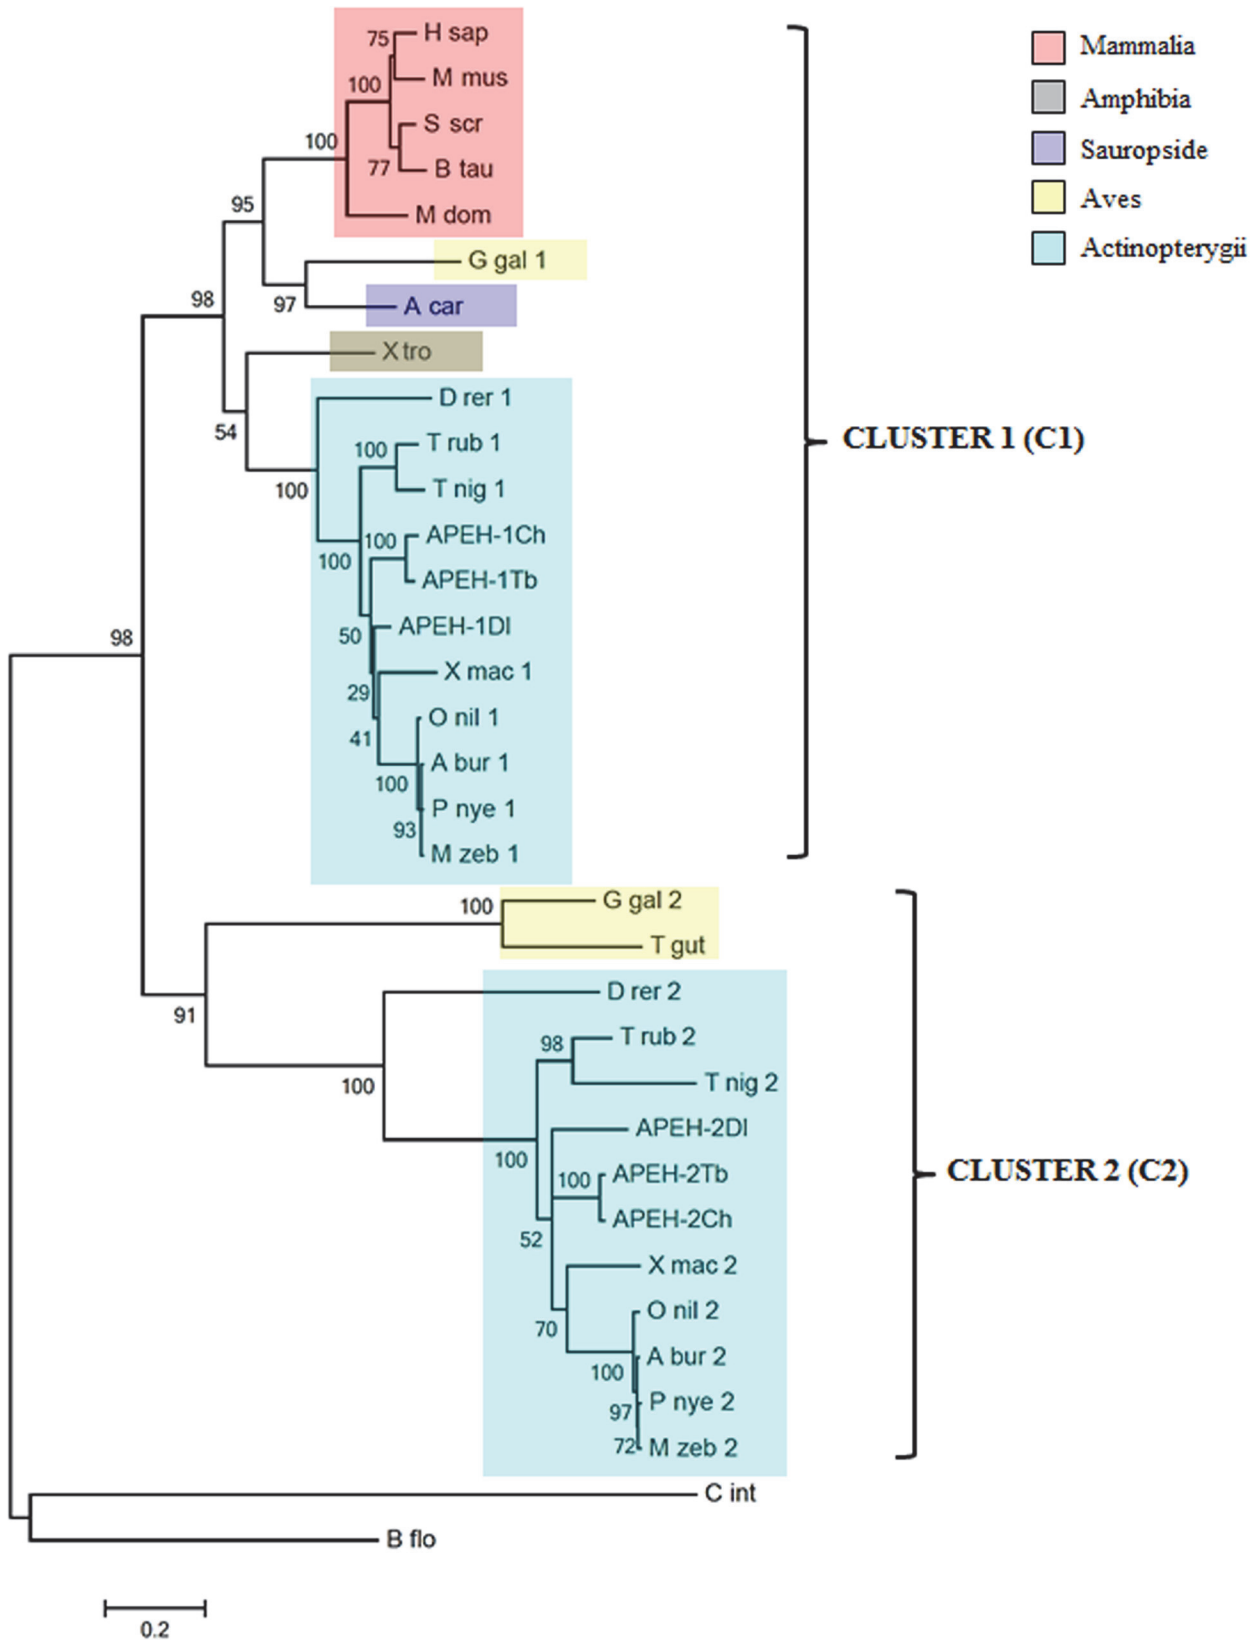 75
H sap
M mus
100
S scr
77
B tau
100
M dom
95
G gal 1
97
A car
98
X tro
54
D rer 1
100
100
T rub 1
T nig 1
100
100
APEH-1Ch
APEH-1Tb
50
APEH-1Dl
X mac 1
29
O nil 1
41
A bur 1
100
P nye 1
93
M zeb 1
98
100
G gal 2
T gut
91
D rer 2
100
98
T rub 2
T nig 2
100
APEH-2Dl
100
APEH-2Tb
APEH-2Ch
52
X mac 2
70
O nil 2
A bur 2
100
P nye 2
97
72
M zeb 2
C int
B flo
0.2
Mammalia
Amphibia
Sauropside
Aves
Actinopterygii
CLUSTER 1 (C1)
CLUSTER 2 (C2)